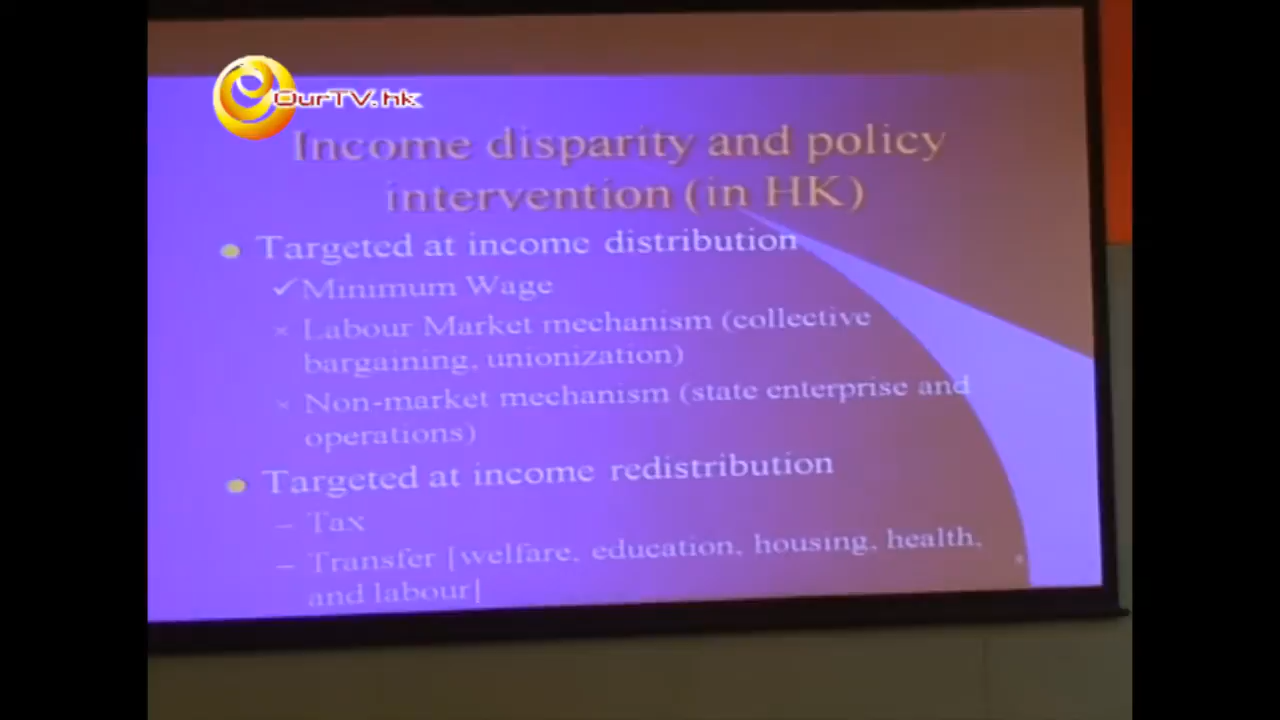 OurTV.hk
Income disparity and policy
intervention (in HK)
Targeted at income distribution
✓Minimum Wage
× Labour Market mechanism (collective
bargaining, unionization)
× Non-market mechanism (state enterprise and
operations)
Targeted at income redistribution
– Tax
– Transfer [welfare, education, housing, health,
and labour]